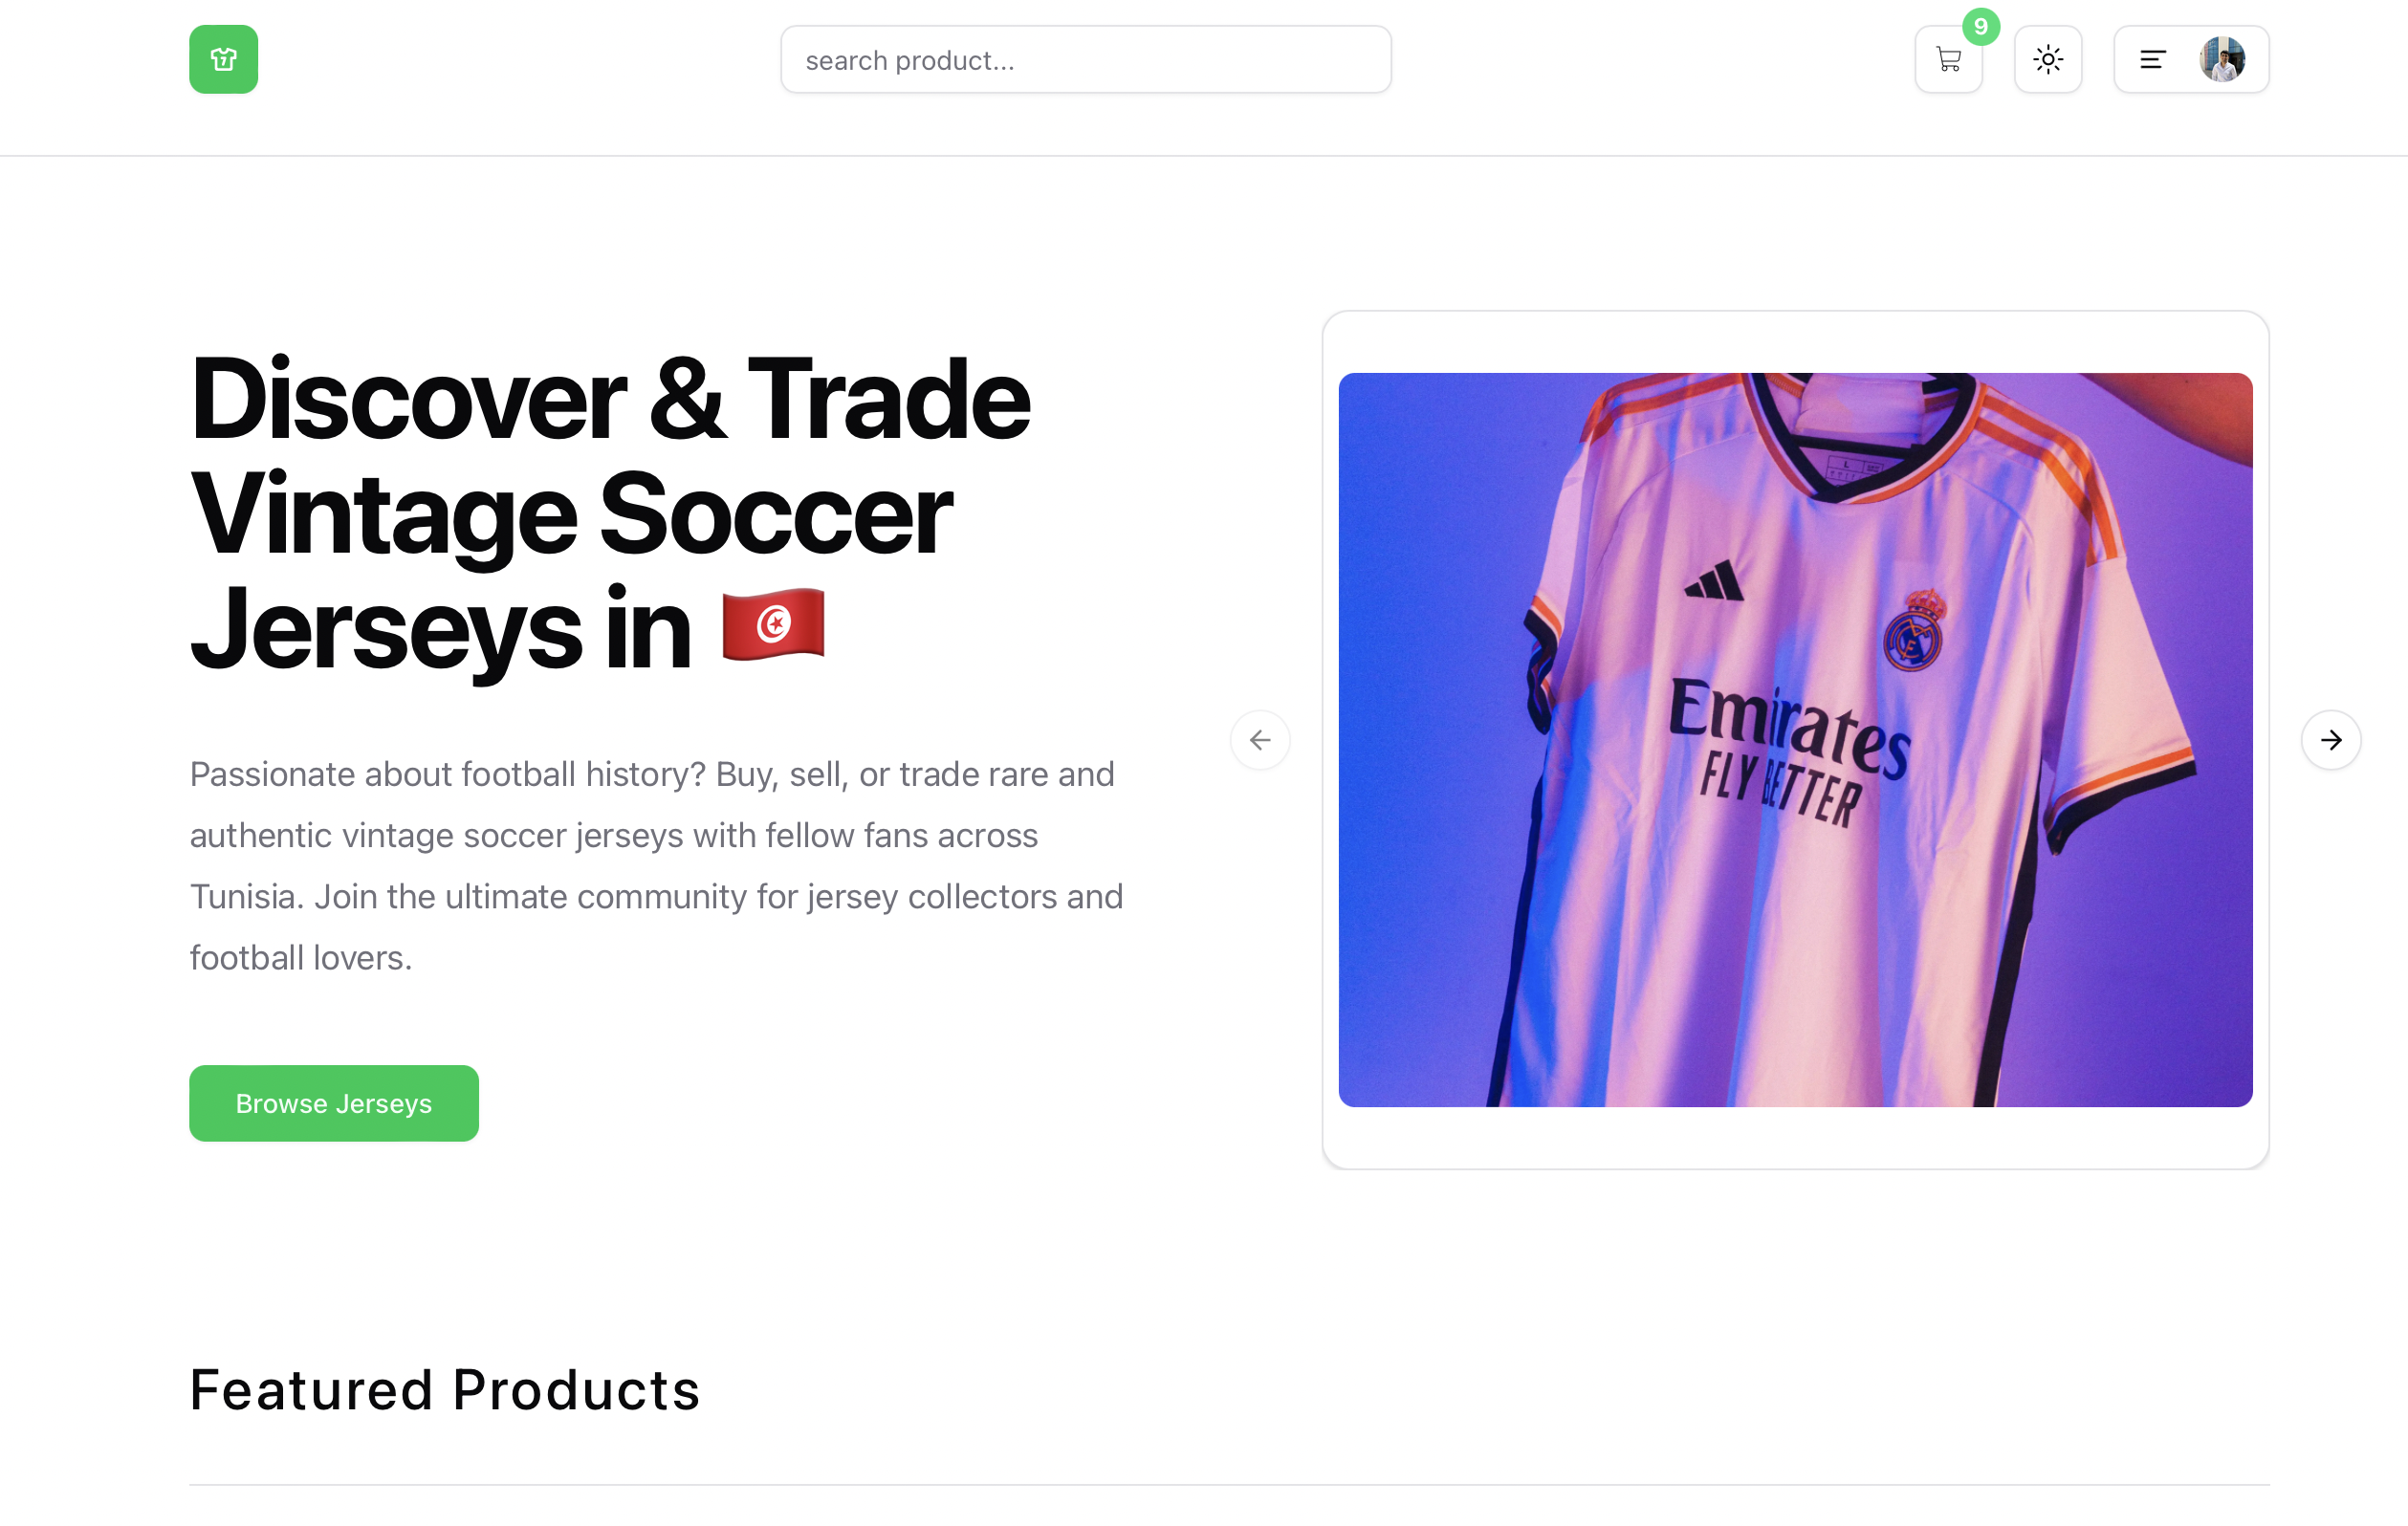 7
search product...
9
Discover & Trade
Vintage Soccer
Jerseys in
Passionate about football history? Buy, sell, or trade rare and
authentic vintage soccer jerseys with fellow fans across
Tunisia. Join the ultimate community for jersey collectors and
football lovers.
Browse Jerseys
L
Emirates
FLY BETTER
Featured Products